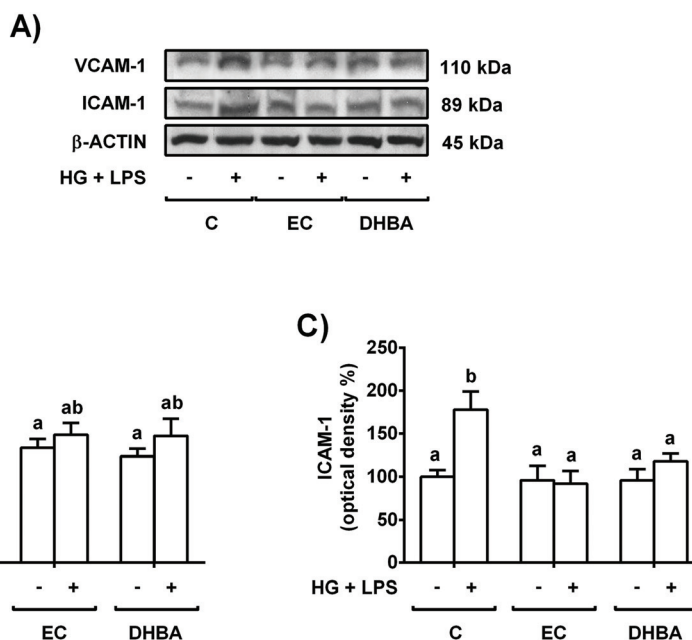 A)
VCAM-1 110 kDa
ICAM-1 89 kDa
β-ACTIN 45 kDa
HG + LPS - + - + - +
C EC DHBA
a ab a ab
- + - +
EC DHBA
C)
ICAM-1
(optical density %)
250
200
150
100
50
0
a b a a a a
HG + LPS - + - + - +
C EC DHBA